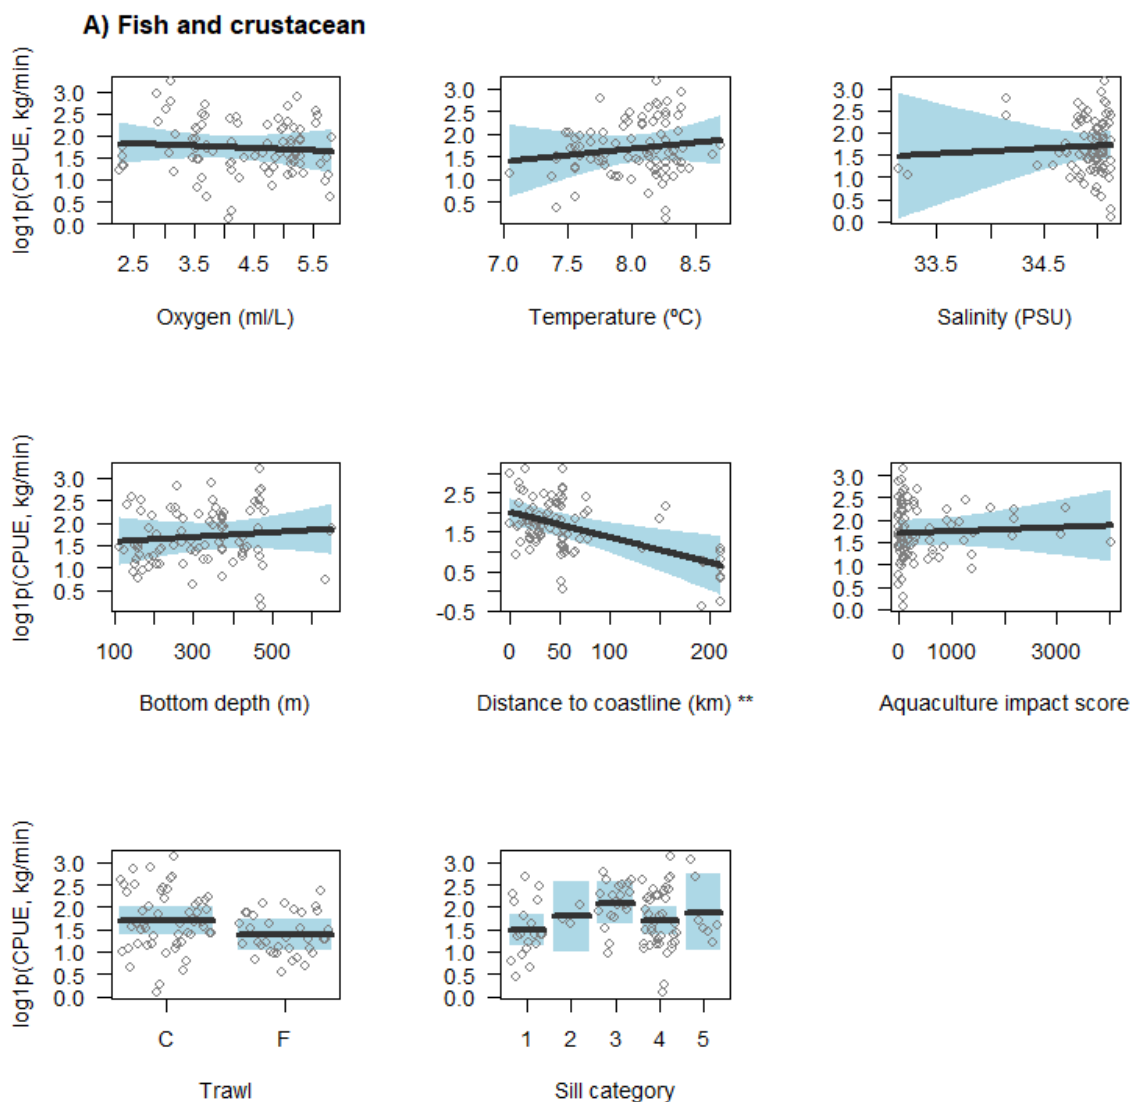 A) Fish and crustacean
log1p(CPUE, kg/min)
3.0
2.5
2.0
1.5
1.0
0.5
0.0
2.5 3.5 4.5 5.5
Oxygen (ml/L)
3.0
2.5
2.0
1.5
1.0
0.5
7.0 7.5 8.0 8.5
Temperature (ºC)
3.0
2.5
2.0
1.5
1.0
0.5
0.0
33.5 34.5
Salinity (PSU)
log1p(CPUE, kg/min)
3.0
2.5
2.0
1.5
1.0
0.5
100 300 500
Bottom depth (m)
2.5
1.5
0.5
-0.5
0 50 100 200
Distance to coastline (km) **
3.0
2.5
2.0
1.5
1.0
0.5
0.0
0 1000 3000
Aquaculture impact score
log1p(CPUE, kg/min)
3.0
2.5
2.0
1.5
1.0
0.5
0.0
C F
Trawl
3.0
2.5
2.0
1.5
1.0
0.5
0.0
1 2 3 4 5
Sill category